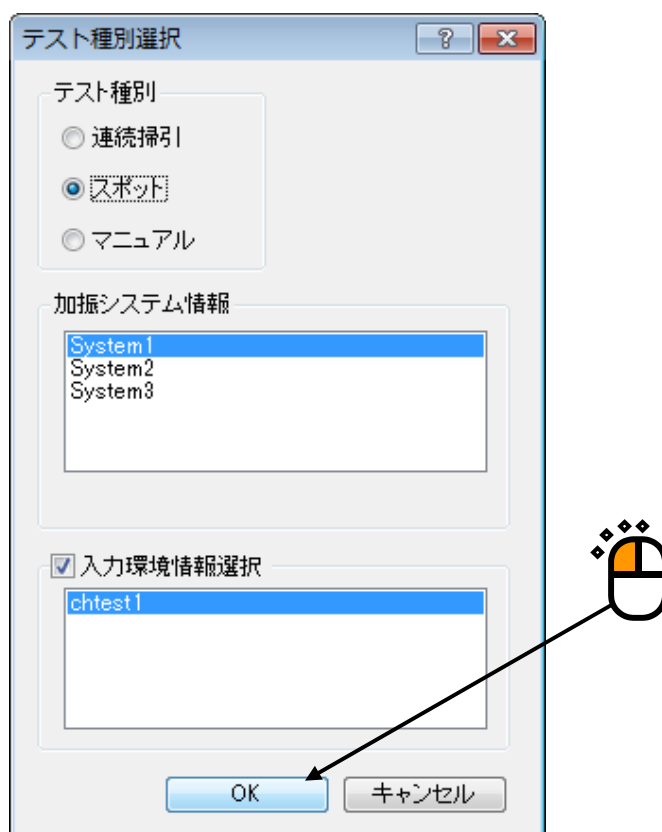 テスト種別選択
?
テスト種別
連続掃引
スポット
マニュアル
加振システム情報
System1
System2
System3
入力環境情報選択
chtest1
OK キャンセル